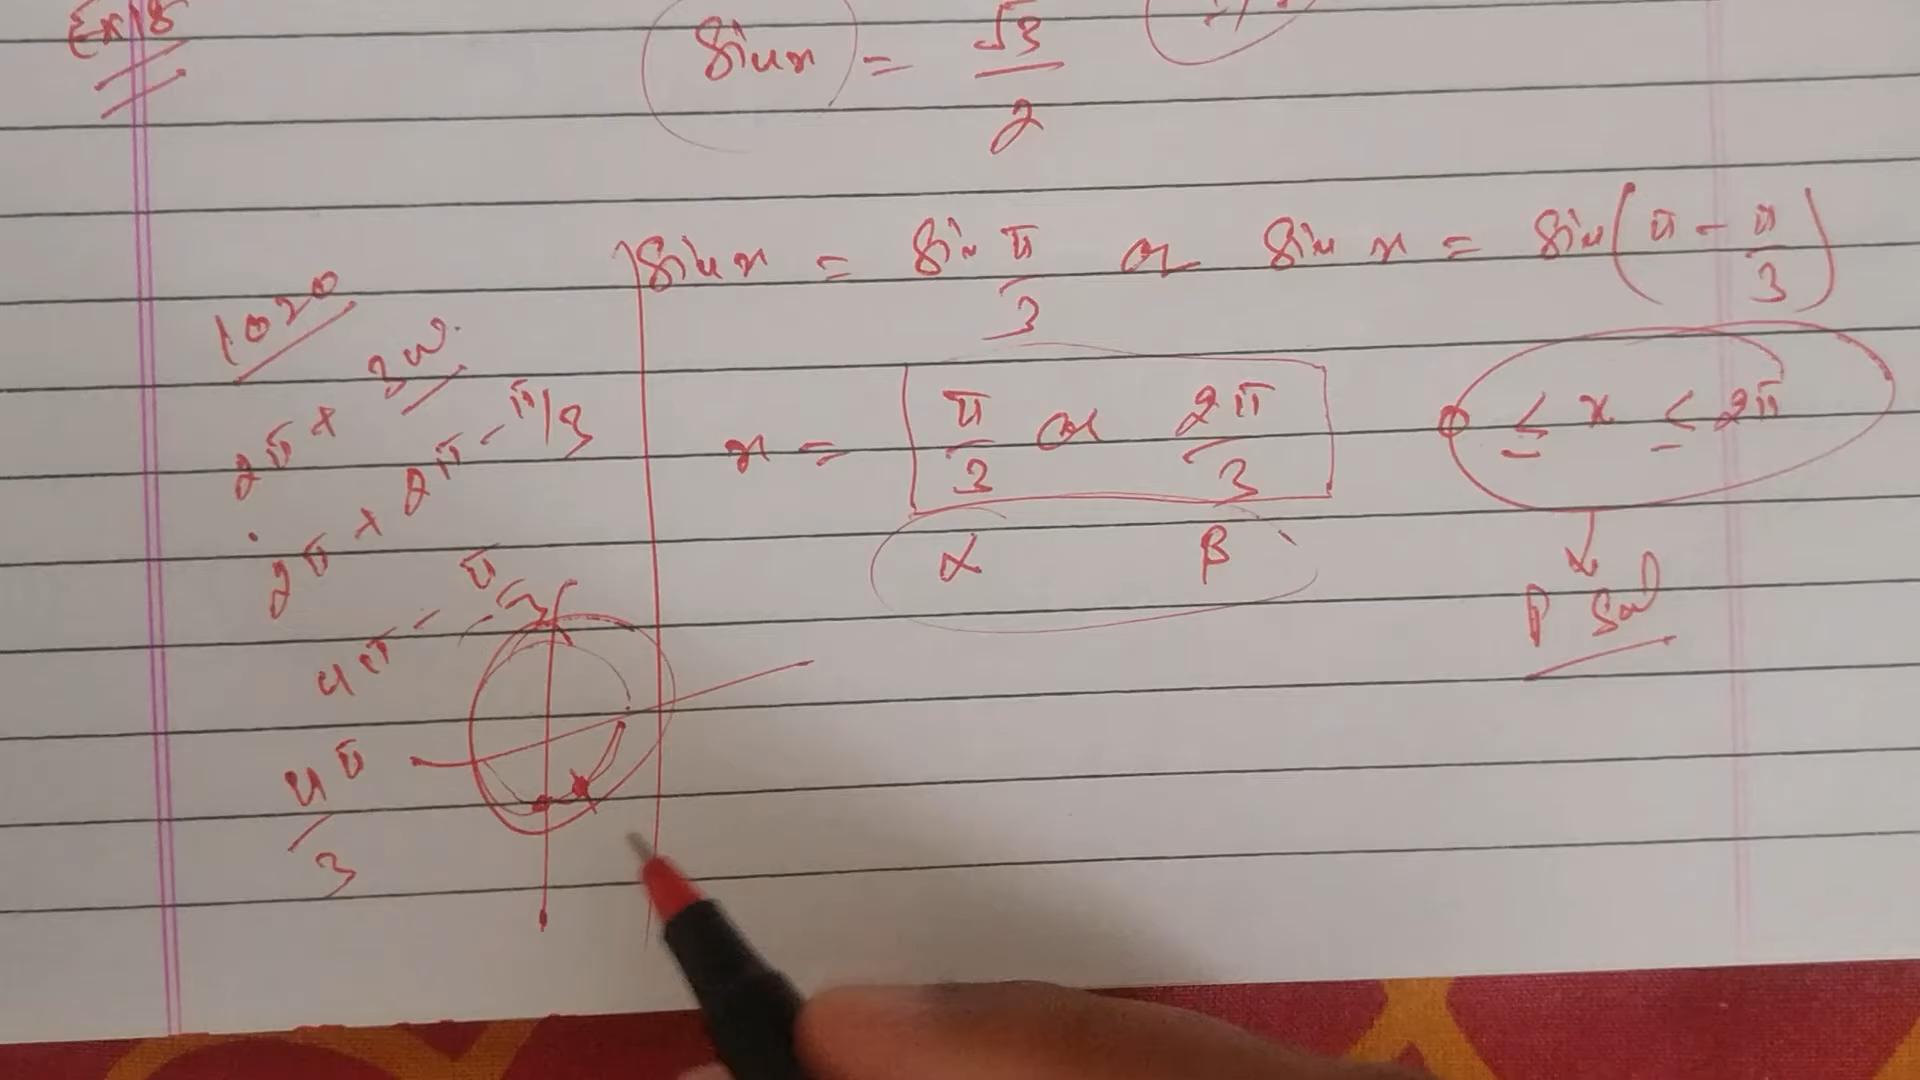 Ex 8
sin x = √3/2
sin x = sin π/3 or sin x = sin(π - π/3)
1020
300
2π ×
2π - π/3
x = π/3 or 2π/3
0 ≤ x ≤ 2π
2π ×
α β
P Sol
4π - π/3
4π/3